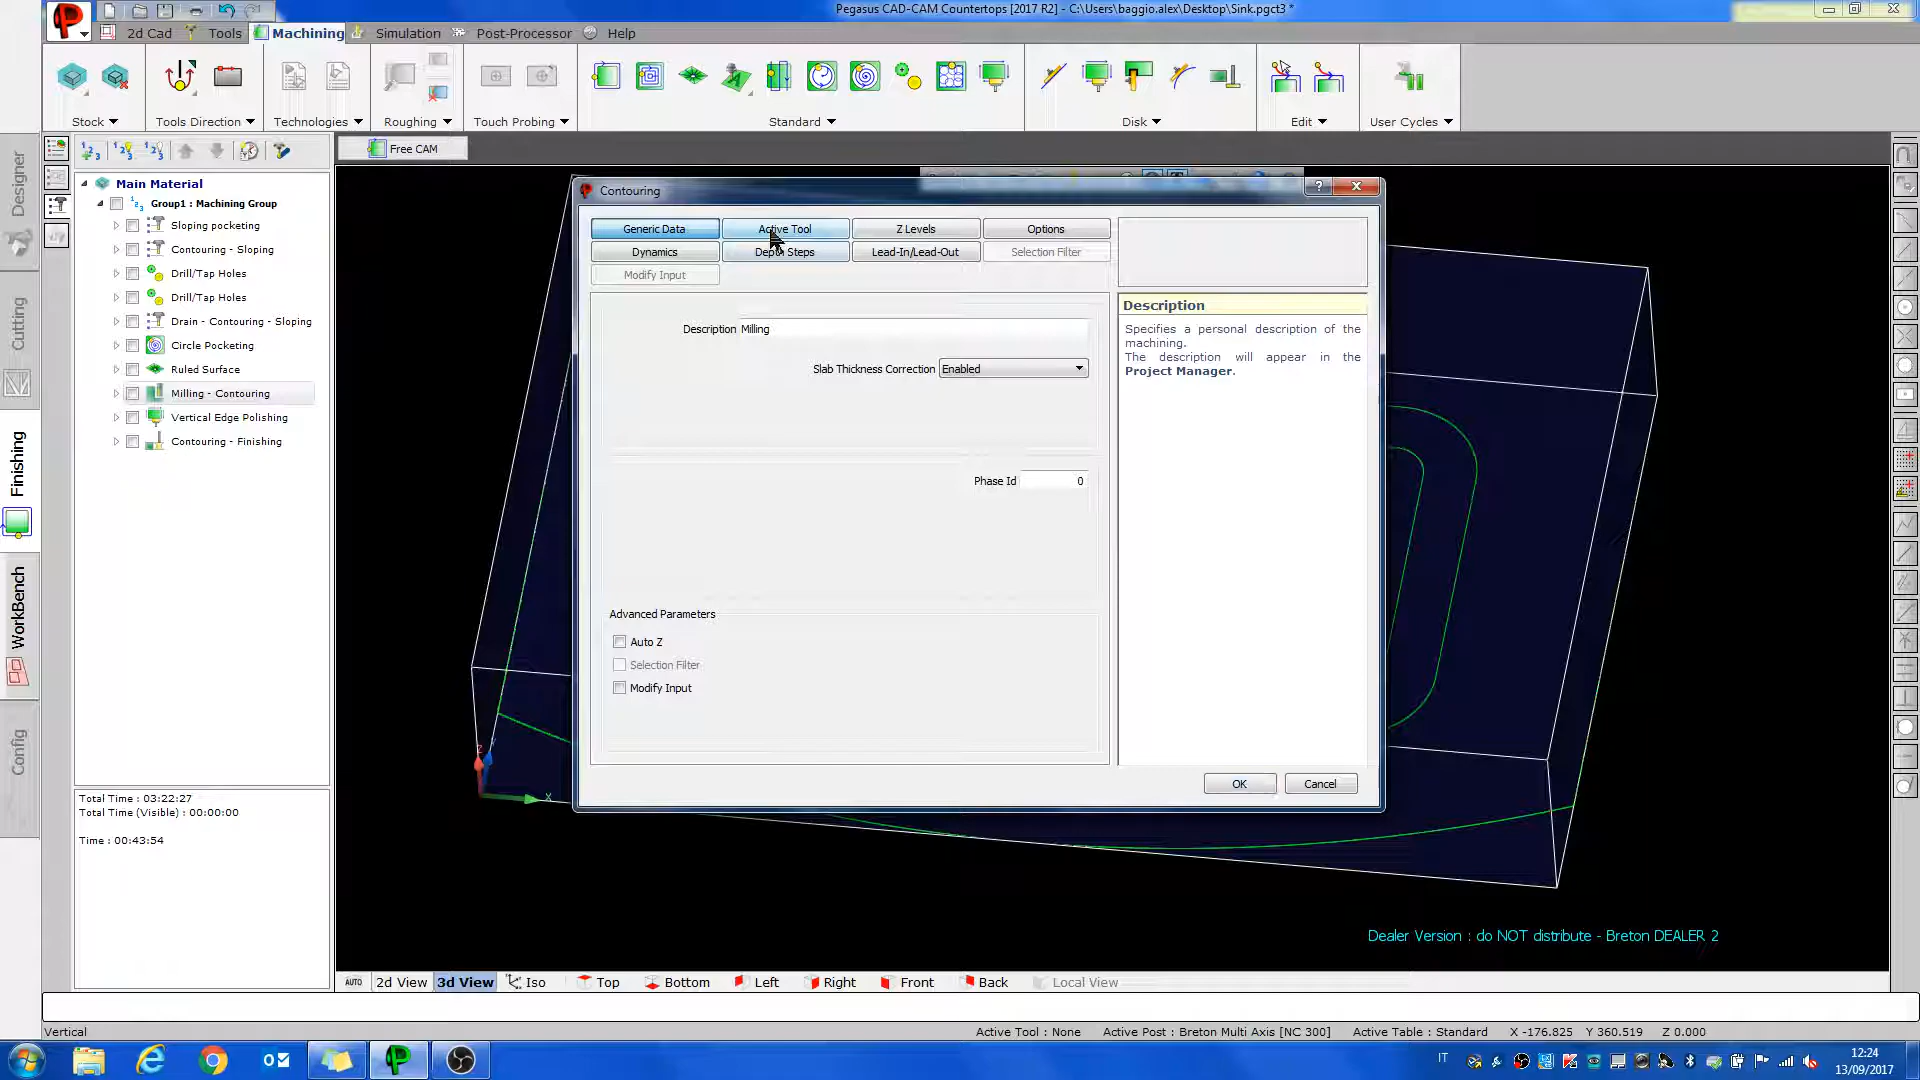 Pegasus CAD-CAM Countertops [2017 R2] - C:\Users\baggio.alex\Desktop\Sink.pgct3 *
2d Cad
Tools
Machining
Simulation
Post-Processor
Help
Stock
Tools Direction
Technologies
Roughing
Touch Probing
Standard
Disk
Edit
User Cycles
Free CAM
Designer
Cutting
Finishing
WorkBench
Config
Main Material
Group1 : Machining Group
Sloping pocketing
Contouring - Sloping
Drill/Tap Holes
Drill/Tap Holes
Drain - Contouring - Sloping
Circle Pocketing
Ruled Surface
Milling - Contouring
Vertical Edge Polishing
Contouring - Finishing
Total Time : 03:22:27
Total Time (Visible) : 00:00:00
Time : 00:43:54
Contouring
Generic Data
Active Tool
Z Levels
Options
Dynamics
Depth Steps
Lead-In/Lead-Out
Selection Filter
Modify Input
Description Milling
Slab Thickness Correction Enabled
Phase Id 0
Advanced Parameters
Auto Z
Selection Filter
Modify Input
Description
Specifies a personal description of the
machining.
The description will appear in the
Project Manager.
OK
Cancel
X
Dealer Version : do NOT distribute - Breton DEALER 2
AUTO
2d View
3d View
Iso
Top
Bottom
Left
Right
Front
Back
Local View
Vertical
Active Tool : None
Active Post : Breton Multi Axis [NC 300]
Active Table : Standard
X -176.825 Y 360.519 Z 0.000
IT
12:24
13/09/2017